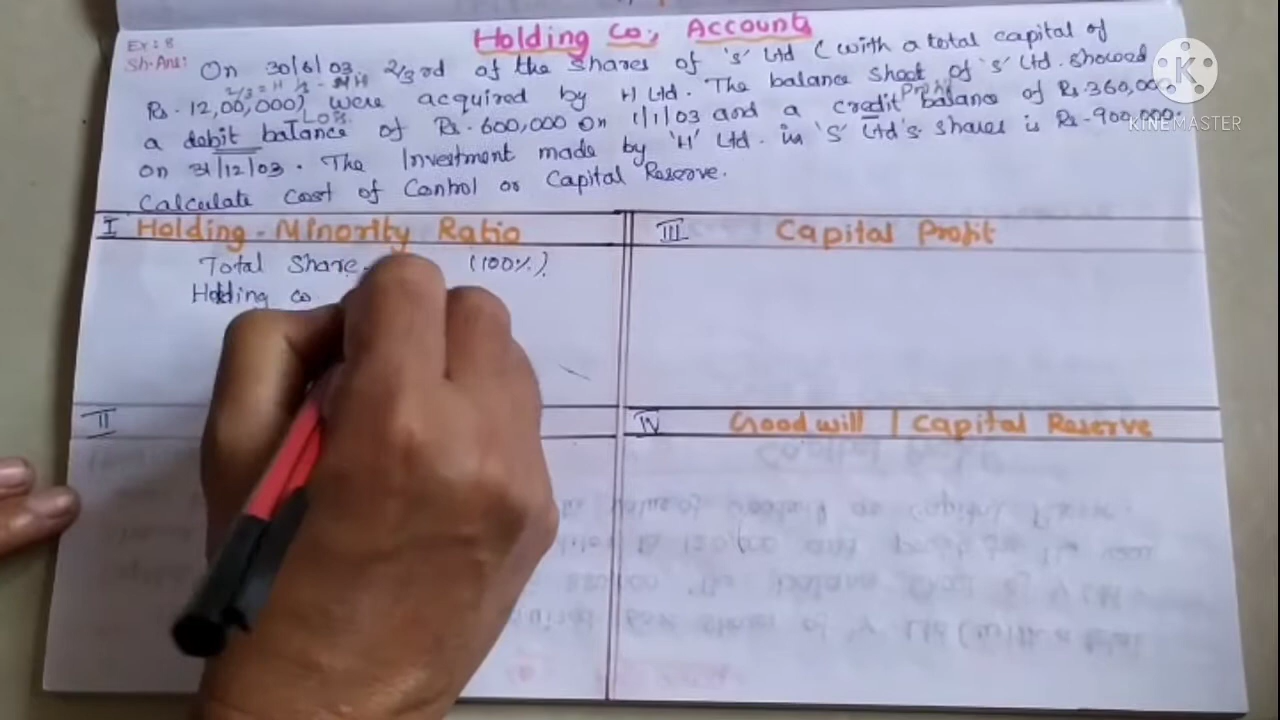 Holding Co., Accounts
Ex: 8
Sh. Ans:
On 30/6/03, 2/3rd of the shares of 'S' Ltd (with a total capital of
Rs. 12,00,000) were acquired by H Ltd. The balance sheet of 'S' Ltd. showed
Loss
Profit
a debit balance of Rs. 600,000 on 1/1/03 and a credit balance of Rs. 360,000
on 31/12/03. The Investment made by 'H' Ltd. in 'S' Ltd's. shares is Rs. 900,000
Calculate Cost of Control or Capital Reserve.
I Holding - Minority Ratio
Total Share (100%)
Holding co
II
III Capital Profit
IV Goodwill | Capital Reserve
KINEMASTER